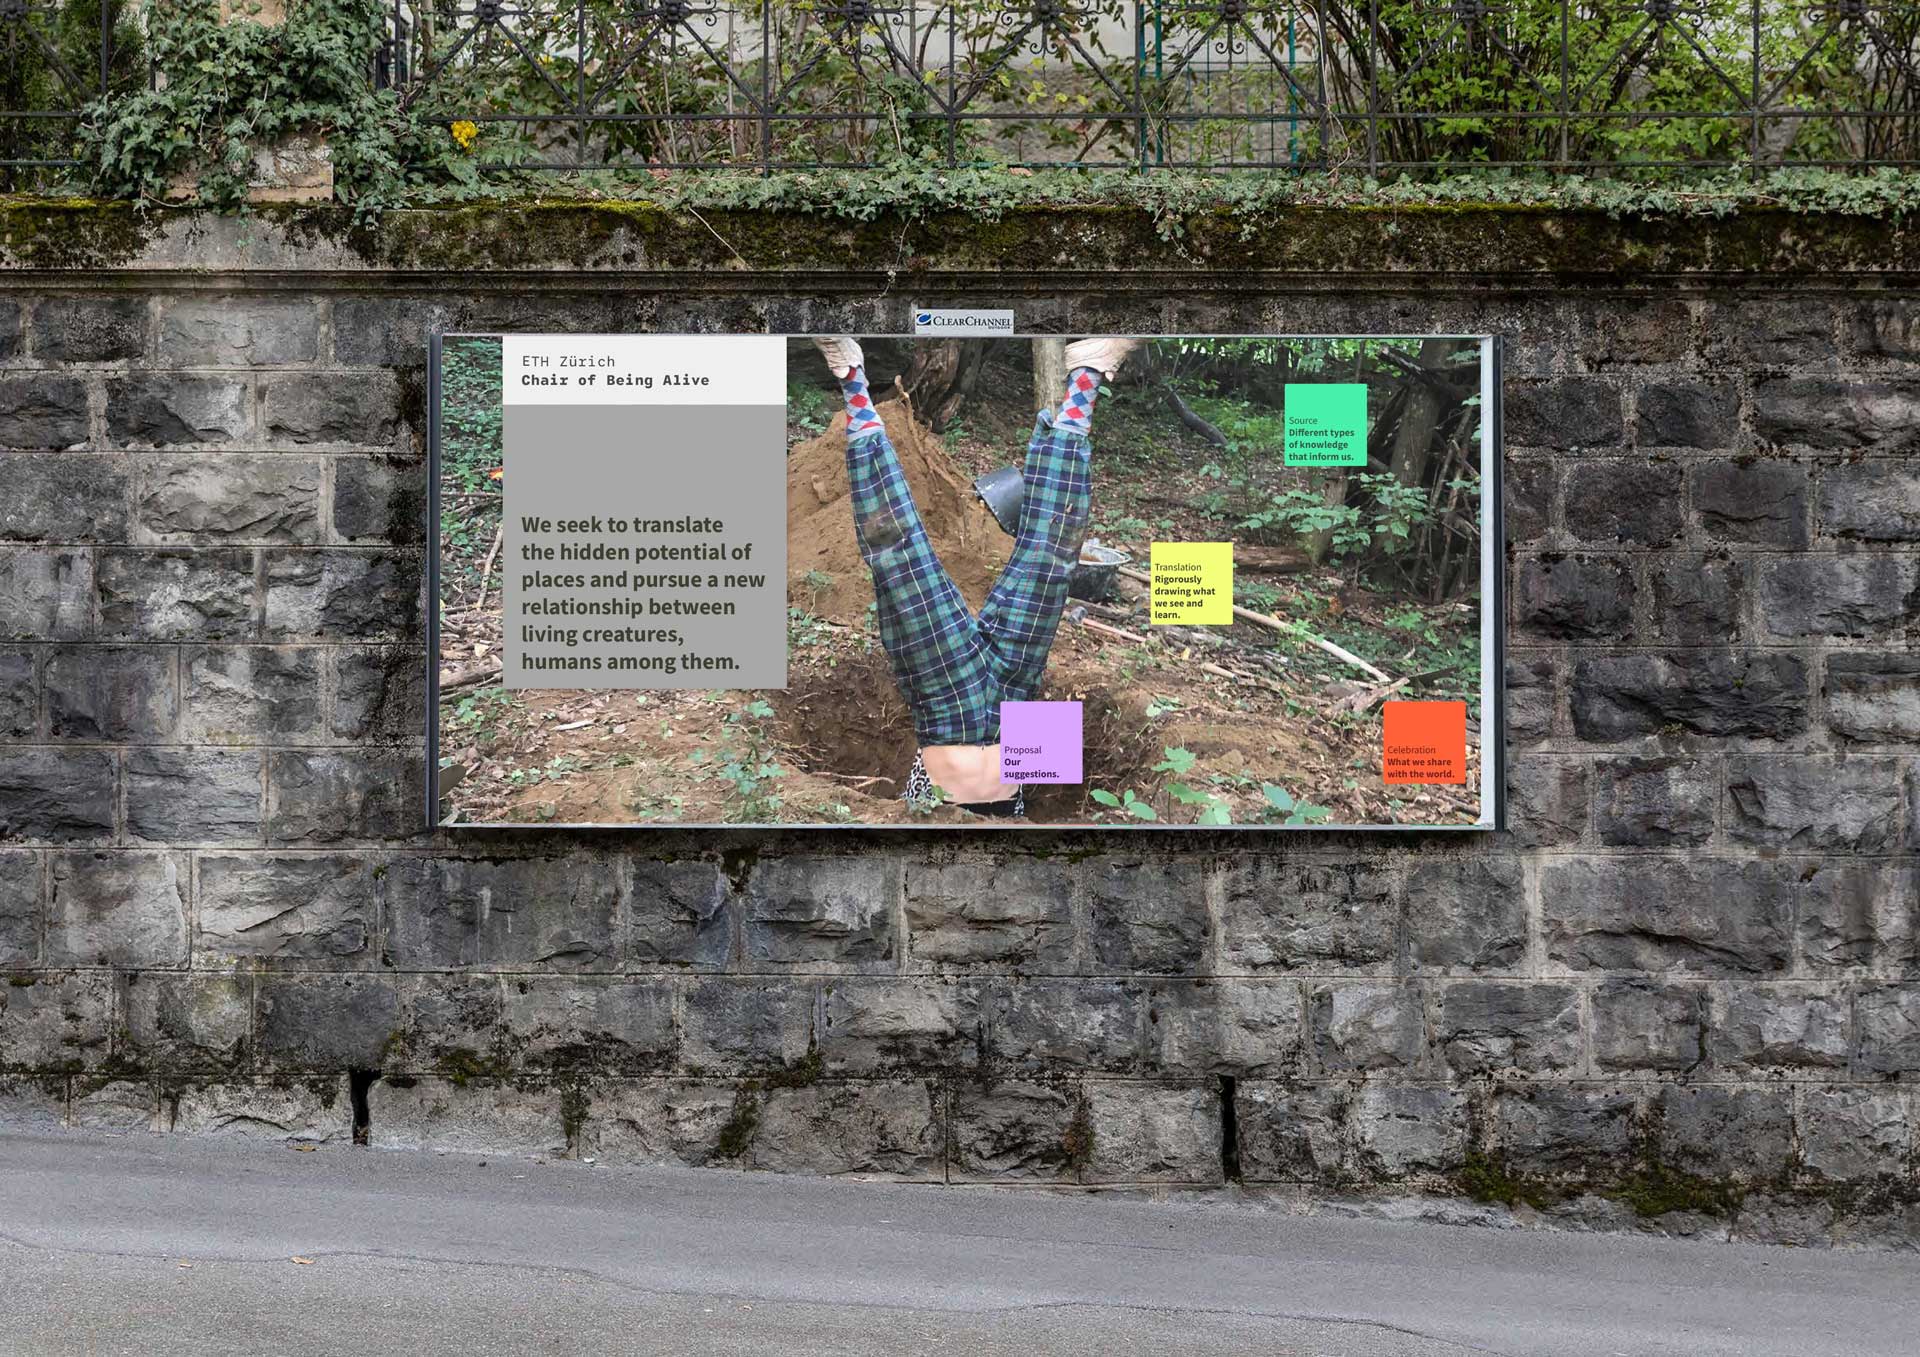 CLEARCHANNEL
OUTDOOR
ETH Zürich
Chair of Being Alive
We seek to translate
the hidden potential of
places and pursue a new
relationship between
living creatures,
humans among them.
Source
Different types
of knowledge
that inform us.
Translation
Rigorously
drawing what
we see and
learn.
Proposal
Our
suggestions.
Celebration
What we share
with the world.